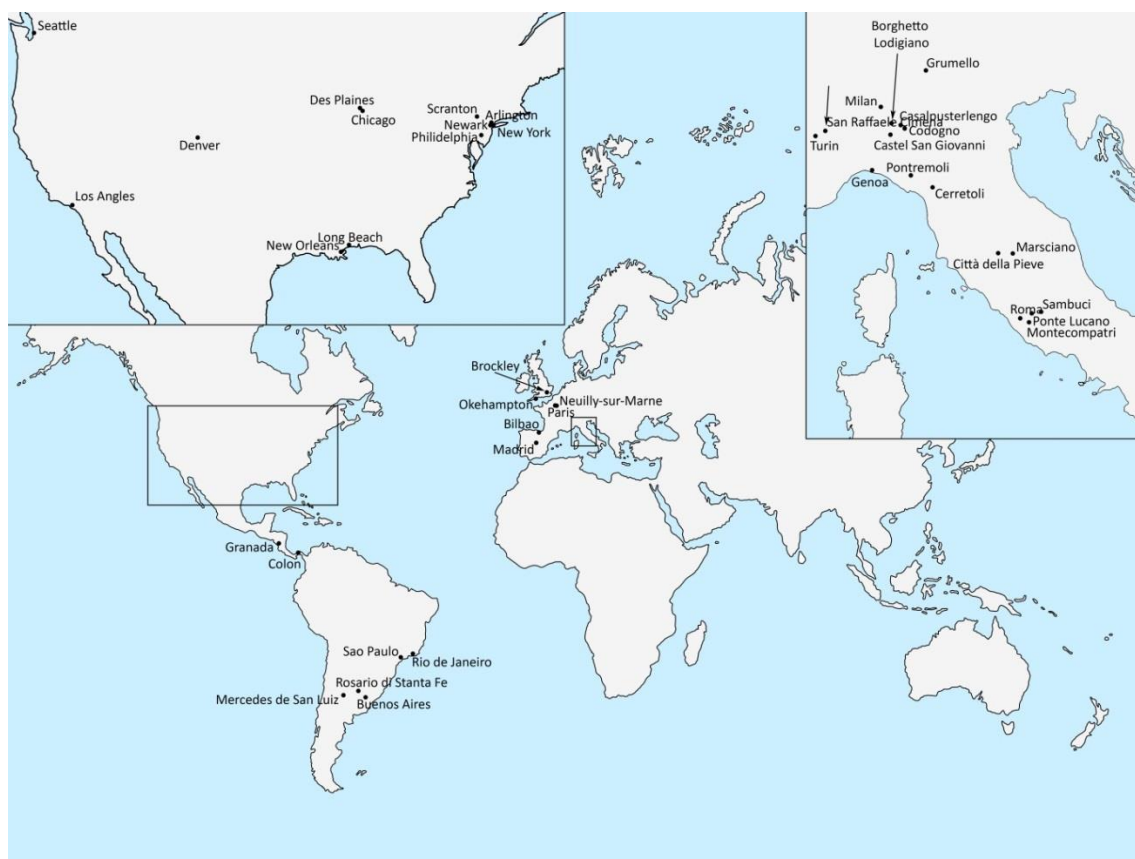 Seattle
Des Plaines
Chicago
Scranton
Arlington
Newark
New York
Philidelphia
Denver
Los Angles
Long Beach
New Orleans
Borghetto
Lodigiano
Grumello
Milan
Casalpusterlengo
San Raffaele Cimena
Codogno
Turin
Castel San Giovanni
Pontremoli
Genoa
Cerretoli
Marsciano
Città della Pieve
Sambuci
Roma
Ponte Lucano
Montecompatri
Brockley
Okehampton
Neuilly-sur-Marne
Paris
Bilbao
Madrid
Granada
Colon
Sao Paulo
Rio de Janeiro
Rosario di Stanta Fe
Mercedes de San Luiz
Buenos Aires